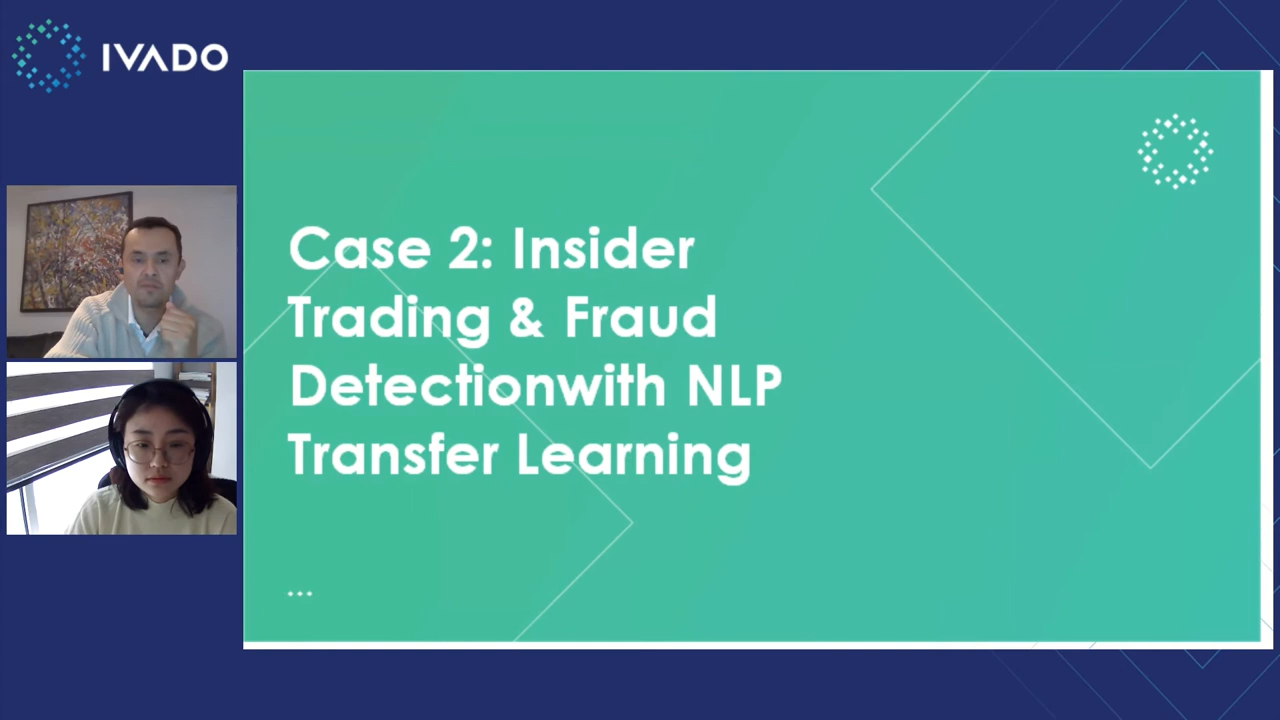 IVADO
Case 2: Insider
Trading & Fraud
Detectionwith NLP
Transfer Learning
...